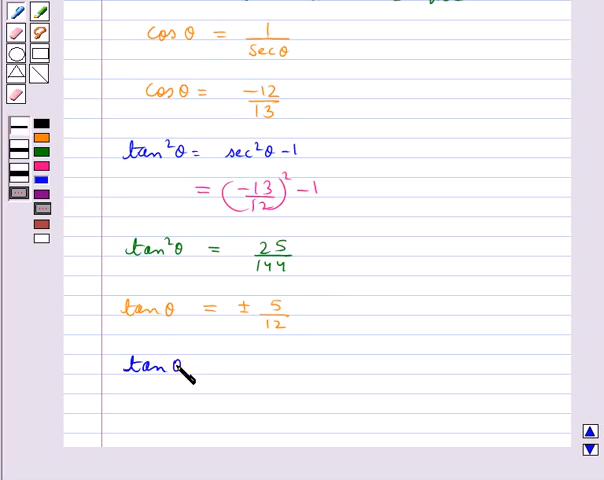 cos θ = 1/sec θ
cos θ = -12/13
tan²θ = sec²θ - 1
= (-13/12)² - 1
tan²θ = 25/144
tan θ = ± 5/12
tan θ